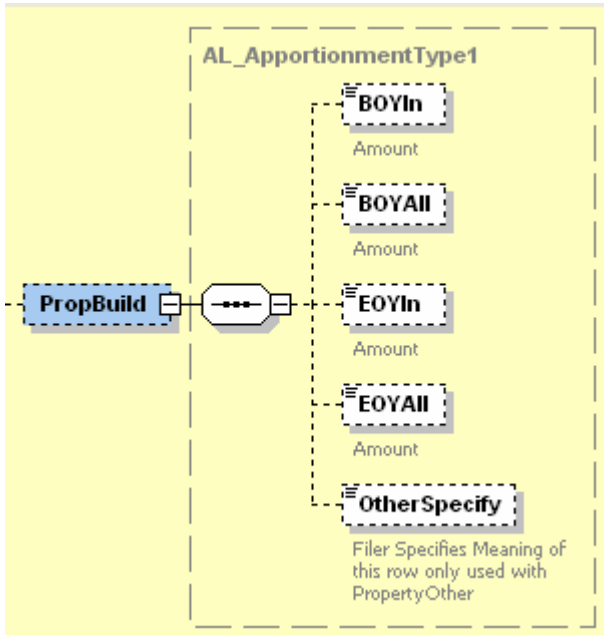 AL_ApportionmentType1
BOYIn
Amount
BOYAll
Amount
PropBuild
EOYIn
Amount
EOYAll
Amount
OtherSpecify
Filer Specifies Meaning of
this row only used with
PropertyOther